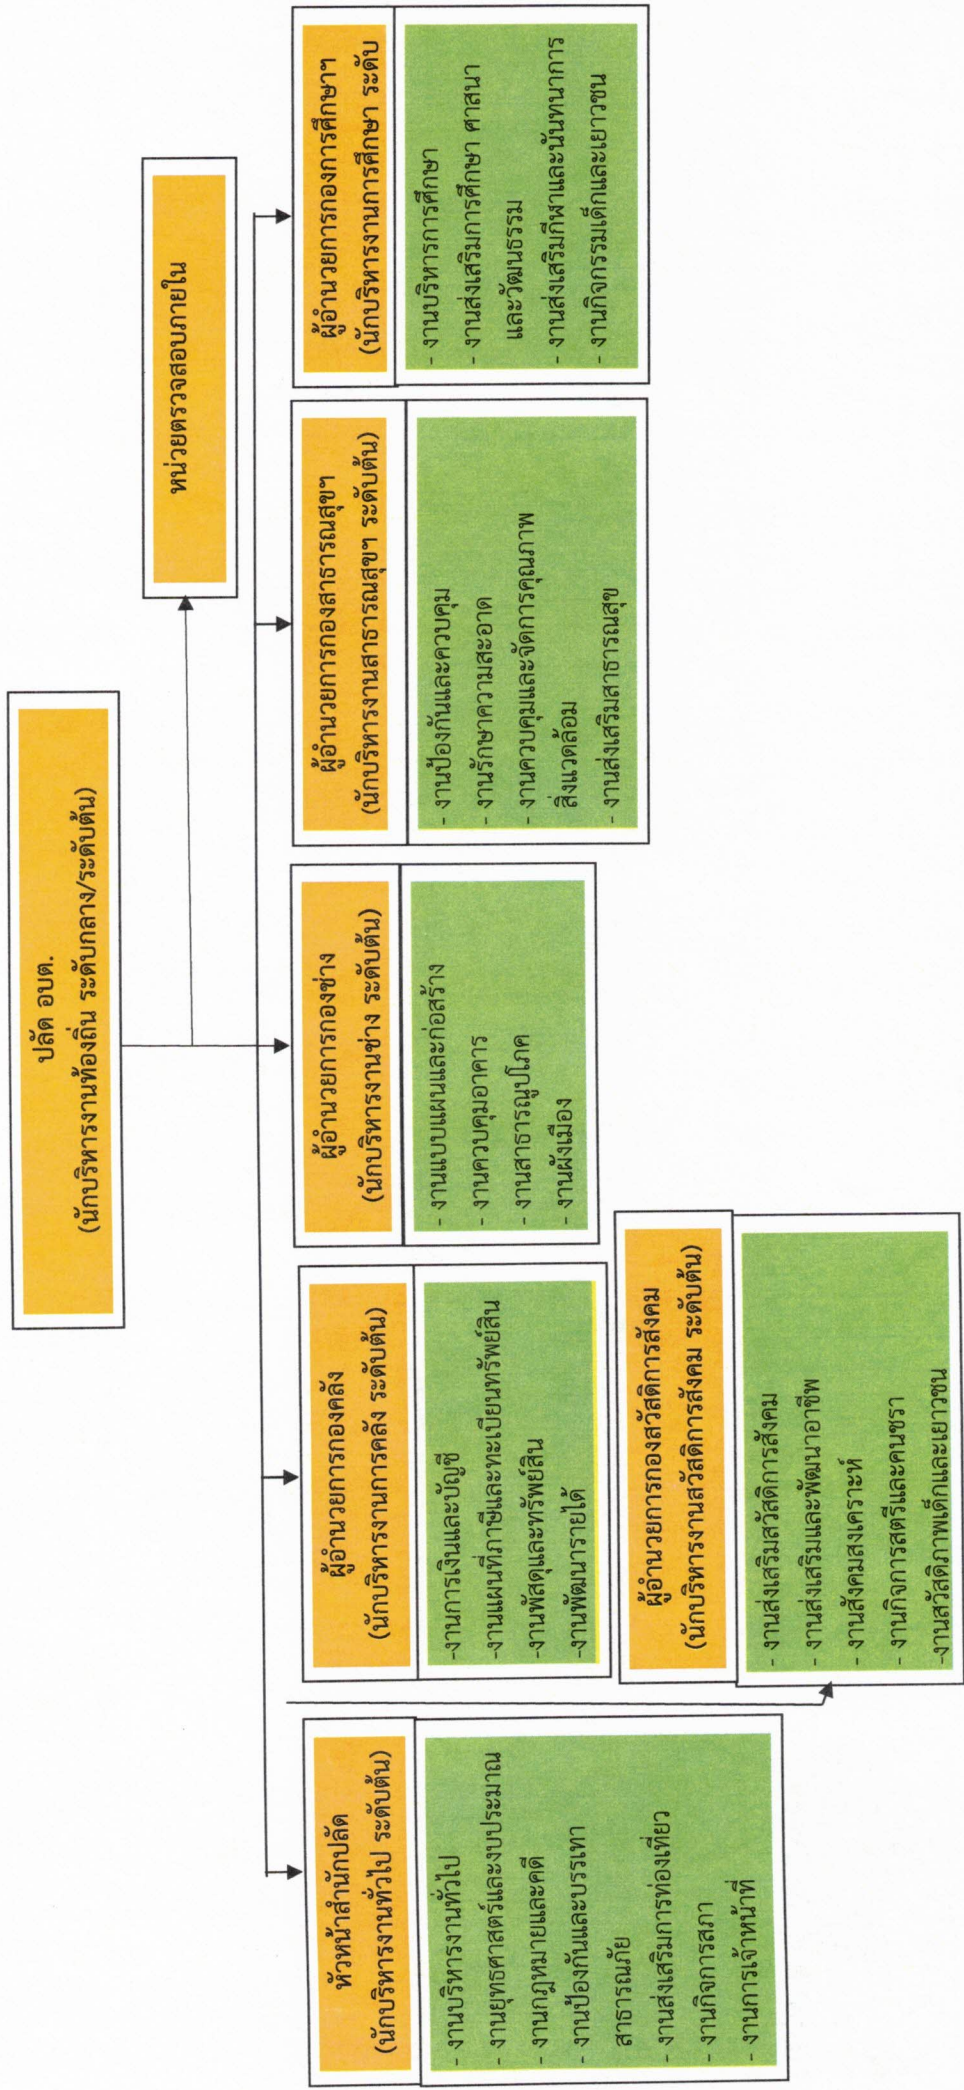 ปลัด อบต.
(นักบริหารงานท้องถิ่น ระดับกลาง/ระดับต้น)
หน่วยตรวจสอบภายใน
หัวหน้าสำนักปลัด
(นักบริหารงานทั่วไป ระดับต้น)
- งานบริหารงานทั่วไป
- งานยุทธศาสตร์และงบประมาณ
- งานกฎหมายและคดี
- งานป้องกันและบรรเทา
สาธารณภัย
- งานส่งเสริมการท่องเที่ยว
- งานกิจการสภา
- งานการเจ้าหน้าที่
ผู้อำนวยการกองคลัง
(นักบริหารงานการคลัง ระดับต้น)
-งานการเงินและบัญชี
-งานแผนที่ภาษีและทะเบียนทรัพย์สิน
-งานพัสดุและทรัพย์สิน
-งานพัฒนารายได้
ผู้อำนวยการกองช่าง
(นักบริหารงานช่าง ระดับต้น)
- งานแบบแผนและก่อสร้าง
- งานควบคุมอาคาร
- งานสาธารณูปโภค
- งานผังเมือง
ผู้อำนวยการกองสาธารณสุขฯ
(นักบริหารงานสาธารณสุขฯ ระดับต้น)
- งานป้องกันและควบคุม
- งานรักษาความสะอาด
- งานควบคุมและจัดการคุณภาพ
สิ่งแวดล้อม
- งานส่งเสริมสาธารณสุข
ผู้อำนวยการกองการศึกษาฯ
(นักบริหารงานการศึกษา ระดับ
- งานบริหารการศึกษา
- งานส่งเสริมการศึกษา ศาสนา
และวัฒนธรรม
- งานส่งเสริมกีฬาและนันทนาการ
- งานกิจกรรมเด็กและเยาวชน
ผู้อำนวยการกองสวัสดิการสังคม
(นักบริหารงานสวัสดิการสังคม ระดับต้น)
- งานส่งเสริมสวัสดิการสังคม
- งานส่งเสริมและพัฒนาอาชีพ
- งานสังคมสงเคราะห์
- งานกิจการสตรีและคนชรา
-งานสวัสดิภาพเด็กและเยาวชน